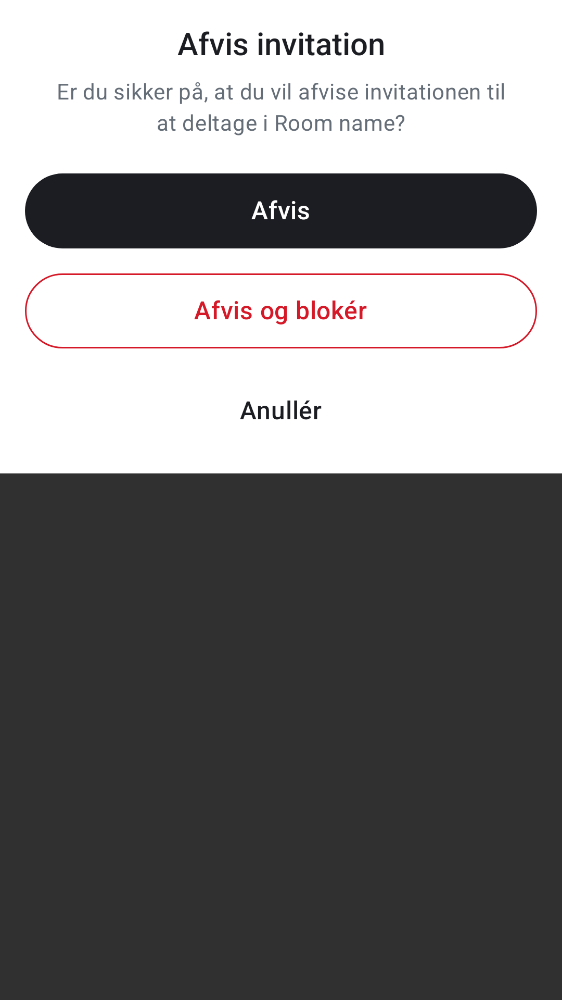 Afvis invitation
Er du sikker på, at du vil afvise invitationen til
at deltage i Room name?
Afvis
Afvis og blokér
Anullér